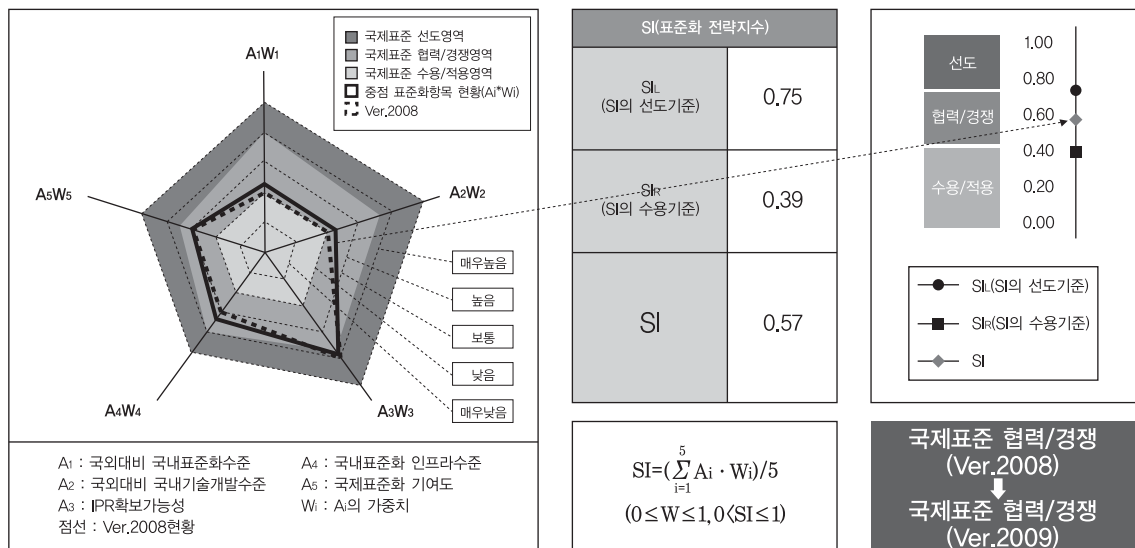 국제표준 선도영역
국제표준 협력/경쟁영역
국제표준 수용/적용영역
중점 표준화항목 현황(Ai*Wi)
Ver.2008
A₁W₁
A₂W₂
A₃W₃
A₄W₄
A₅W₅
매우높음
높음
보통
낮음
매우낮음
A₁ : 국외대비 국내표준화수준
A₂ : 국외대비 국내기술개발수준
A₃ : IPR확보가능성
점선 : Ver.2008현황
A₄ : 국내표준화 인프라수준
A₅ : 국제표준화 기여도
Wᵢ : Aᵢ의 가중치
SI(표준화 전략지수)
SIL
(SI의 선도기준)
0.75
SIR
(SI의 수용기준)
0.39
SI
0.57
SI=(∑Ai · Wi)/5
5
i=1
(0≤W≤1, 0<SI≤1)
선도
협력/경쟁
수용/적용
1.00
0.80
0.60
0.40
0.20
0.00
SIL(SI의 선도기준)
SIR(SI의 수용기준)
SI
국제표준 협력/경쟁
(Ver.2008)
국제표준 협력/경쟁
(Ver.2009)